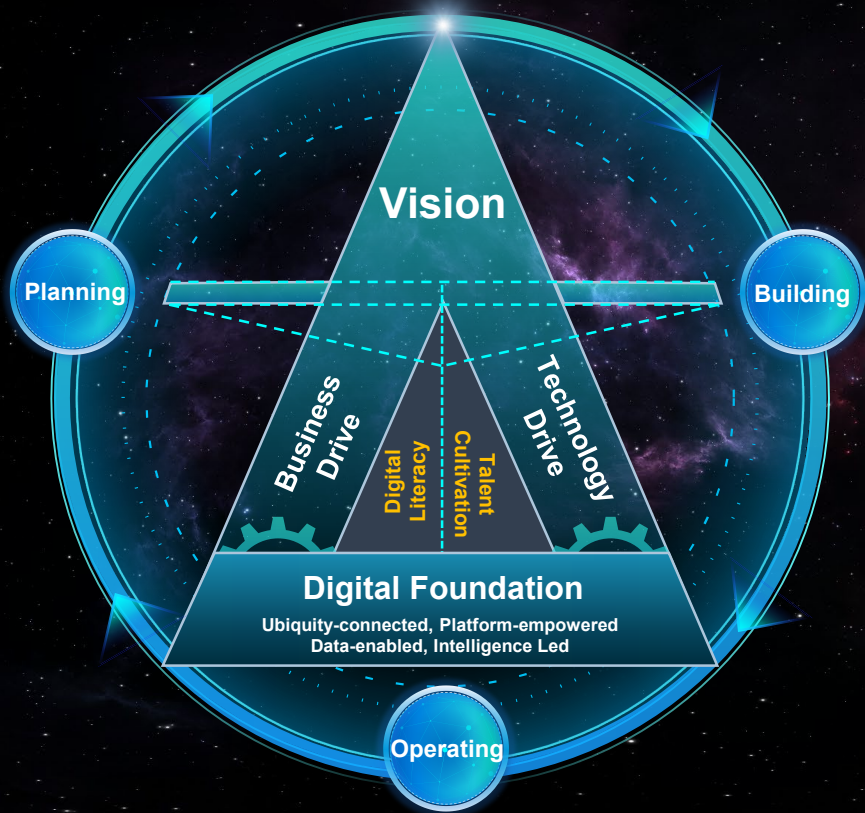 Vision
Planning
Building
Business
Drive
Technology
Drive
Digital
Literacy
Talent
Cultivation
Digital Foundation
Ubiquity-connected, Platform-empowered
Data-enabled, Intelligence Led
Operating